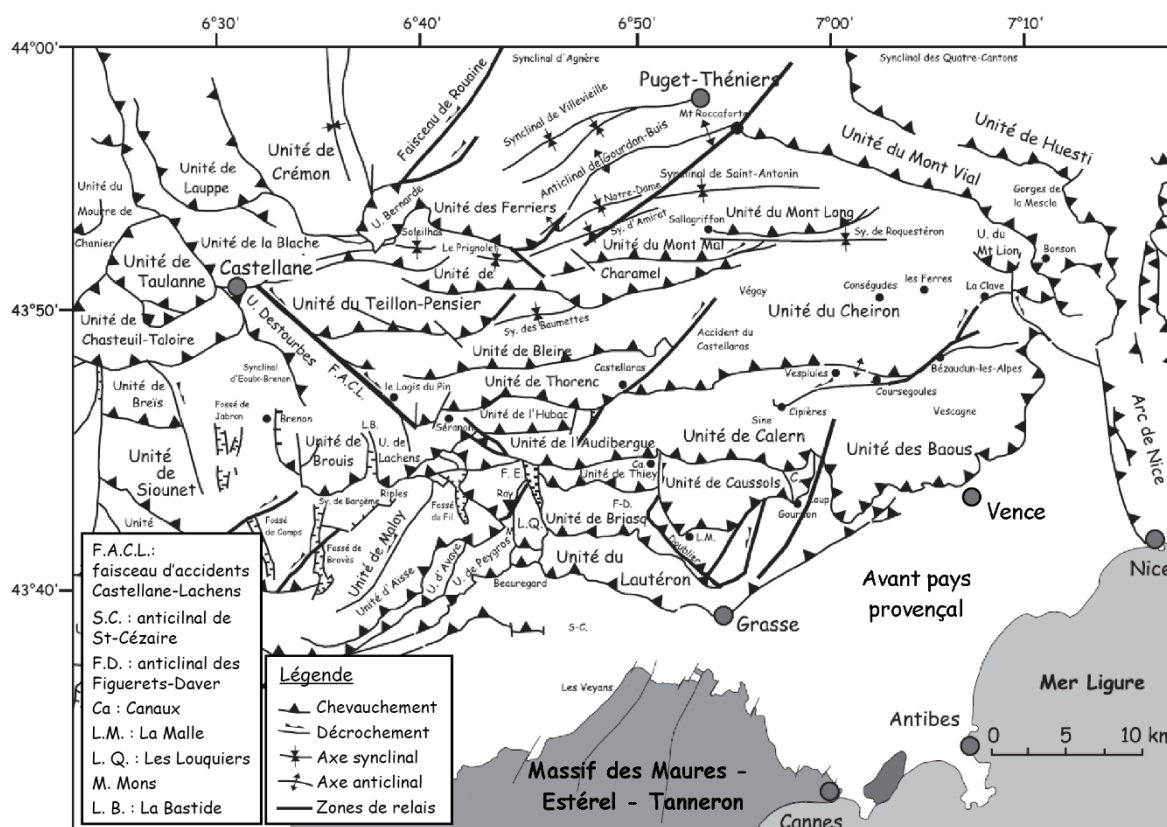 6°30'
6°40'
6°50'
7°00'
7°10'
44°00'
43°50'
43°40'
Synclinal d'Agnère
Synclinal des Quatre-Cantons
Puget-Théniers
Mt Roccaforte
Faisceau de Rouaine
Synclinal de Villevieille
Anticinal de Gourdan-Buis
Unité de Huesti
Unité du Mont Vial
Unité de
Crémon
Unité de
Lauppe
Unité du
Mourre de
Chanier
U. Bernarde
Unité des Ferriers
Notre-Dame
Synclinal de Saint-Antonin
Gorges de
la Mescla
Soleilhas
Le Prignolet
Sy. d'Amirat
Sallagriffon
Unité du Mont Long
Sy. de Roquestéron
Unité de la Blache
Castellane
Unité de
Taulanne
Unité du Mont Mal
U. du
Mt Lion
Bonson
Unité de
Charamel
Unité du Teillon-Pensier
U. Destourbes
Végay
Conségudes
les Ferres
La Clave
Unité du Cheiron
Unité de
Chasteuil-Taloire
Sy. des Baumettes
Accident du
Castellaras
F.A.C.L.
Unité de Bleine
Synclinal
d'Eoulx-Brenon
le Logis du Pin
Castellaras
Vespluies
Bézaudun-les-Alpes
Unité de Thorenc
Coursegoules
Unité de
Breïs
Fossé de
Jabron
Brenon
L.B.
U. de
Lachens
Séranon
Unité de l'Hubac
Sine
Cipières
Vescagne
Arc de Nice
Unité de
Brouis
Unité de l'Audibergue
Unité de Calern
Unité des Baous
Unité
de
Siounet
F. E.
Ca.
Unité de Thiey
Unité de Caussols
C.
Loup
Gourdon
Vence
Riples
Sy. de Bargème
Ray
F-D.
Unité
Fossé
de Comps
Fossé
du Fil
L.Q.
M.
Unité de Briasq
L.M.
Doublier
Nice
Fossé de
Brovès
Unité de Malay
Unité d'Aisse
U. d'Avaye
U. de Peygros
Beauregard
Unité du
Lautéron
Avant pays
provençal
Grasse
S-C.
F.A.C.L.:
faisceau d'accidents
Castellane-Lachens
S.C. : anticilnal de
St-Cézaire
F.D. : anticlinal des
Figuerets-Daver
Ca : Canaux
L.M. : La Malle
L. Q. : Les Louquiers
M. Mons
L. B. : La Bastide
Légende
Chevauchement
Décrochement
Axe synclinal
Axe anticlinal
Zones de relais
Les Veyans
Massif des Maures -
Estérel - Tanneron
Mer Ligure
Antibes
0 5 10 km
Cannes